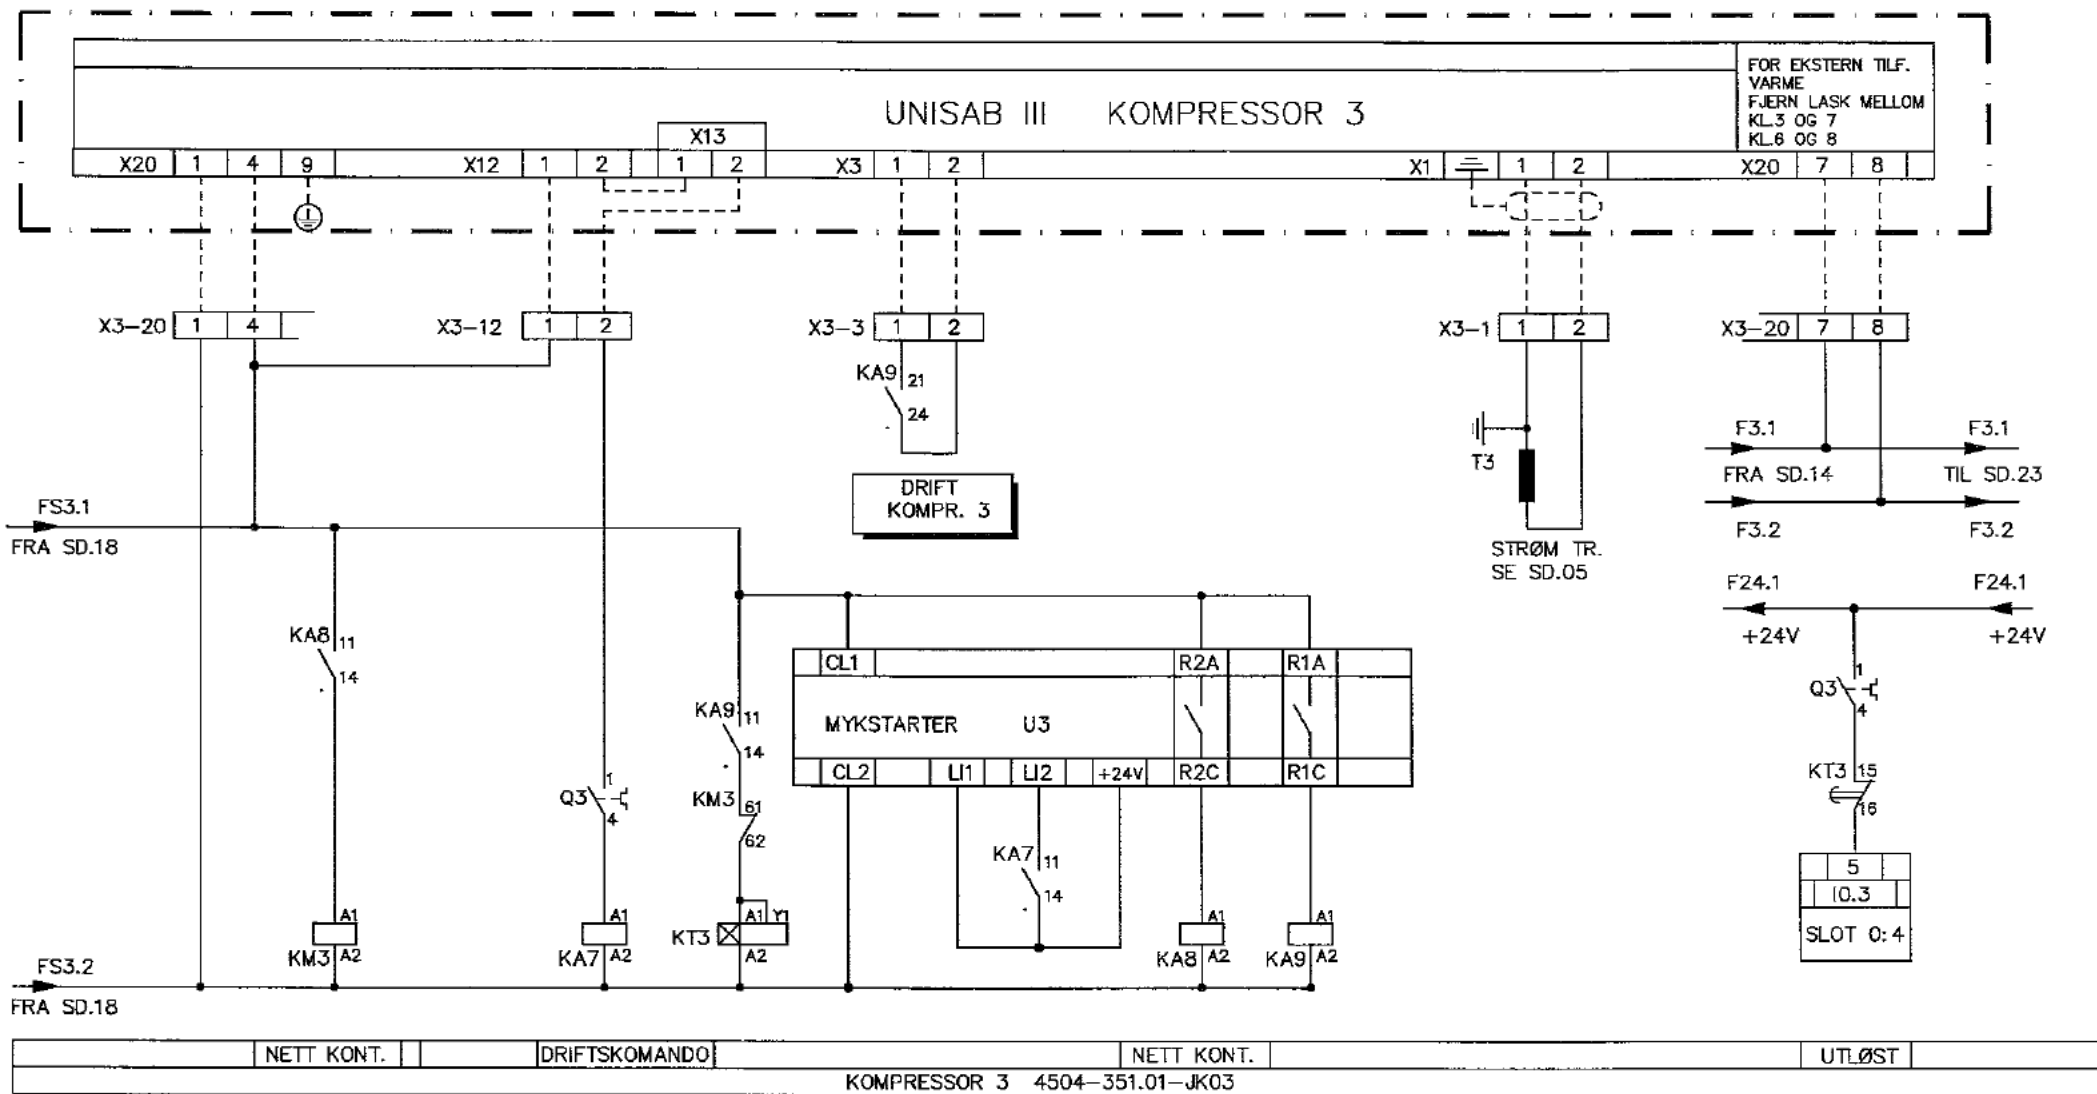 FOR EKSTERN TILF.
VARME
FJERN LASK MELLOM
KL.3 OG 7
KL.6 OG 8
UNISAB III KOMPRESSOR 3
X13
X20 1 4 9 X12 1 2 1 2 X3 1 2 X1 1 2 X20 7 8
X3-20 1 4 X3-12 1 2 X3-3 1 2 X3-1 1 2 X3-20 7 8
KA9 21
24
T3
F3.1 F3.1
FRA SD.14 TIL SD.23
F3.2 F3.2
DRIFT
KOMPR. 3
FS3.1
FRA SD.18
STRØM TR.
SE SD.05
F24.1 F24.1
+24V +24V
KA8 11
14
CL1 R2A R1A
MYKSTARTER U3
CL2 LI1 LI2 +24V R2C R1C
KA9 11
14
Q3 1
4
KM3 61
62
KA7 11
14
Q3 1
4
KT3 15
16
5
I0.3
SLOT 0:4
A1 A1 A1 Y1 A1 A1
KM3 A2 KA7 A2 KT3 A2 KA8 A2 KA9 A2
FS3.2
FRA SD.18
NETT KONT. DRIFTSKOMANDO NETT KONT. UTLØST
KOMPRESSOR 3 4504-351.01-JK03